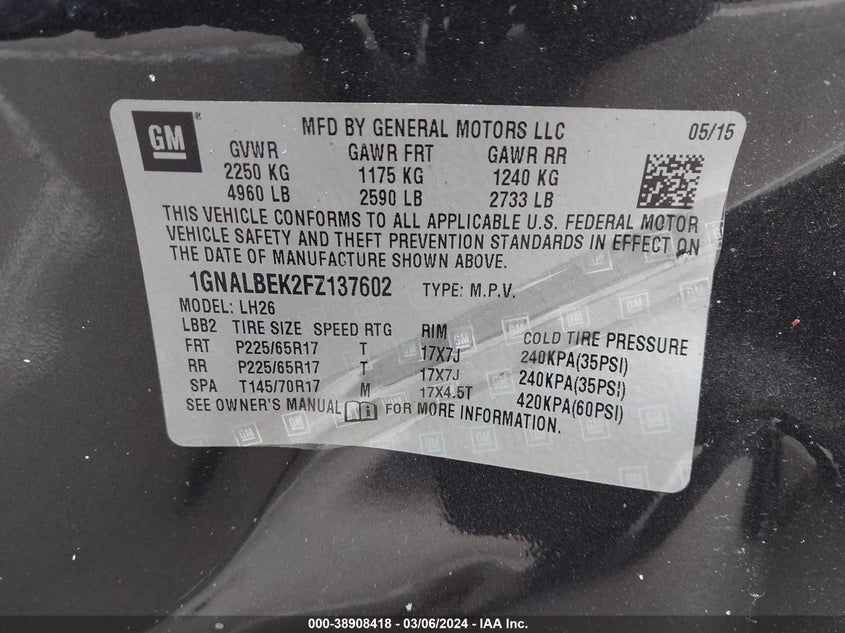 GM ® MFD BY GENERAL MOTORS LLC 05/15
GVWR GAWR FRT GAWR RR
2250 KG 1175 KG 1240 KG
4960 LB 2590 LB 2733 LB
THIS VEHICLE CONFORMS TO ALL APPLICABLE U.S. FEDERAL MOTOR
VEHICLE SAFETY AND THEFT PREVENTION STANDARDS IN EFFECT ON
THE DATE OF MANUFACTURE SHOWN ABOVE.
1GNALBEK2FZ137602 TYPE: M.P.V.
MODEL: LH26
LBB2 TIRE SIZE SPEED RTG RIM COLD TIRE PRESSURE
FRT P225/65R17 T 17X7J 240KPA(35PSI)
RR P225/65R17 T 17X7J 240KPA(35PSI)
SPA T145/70R17 M 17X4.5T 420KPA(60PSI)
SEE OWNER'S MANUAL i FOR MORE INFORMATION.
000-38908418 - 03/06/2024 - IAA Inc.